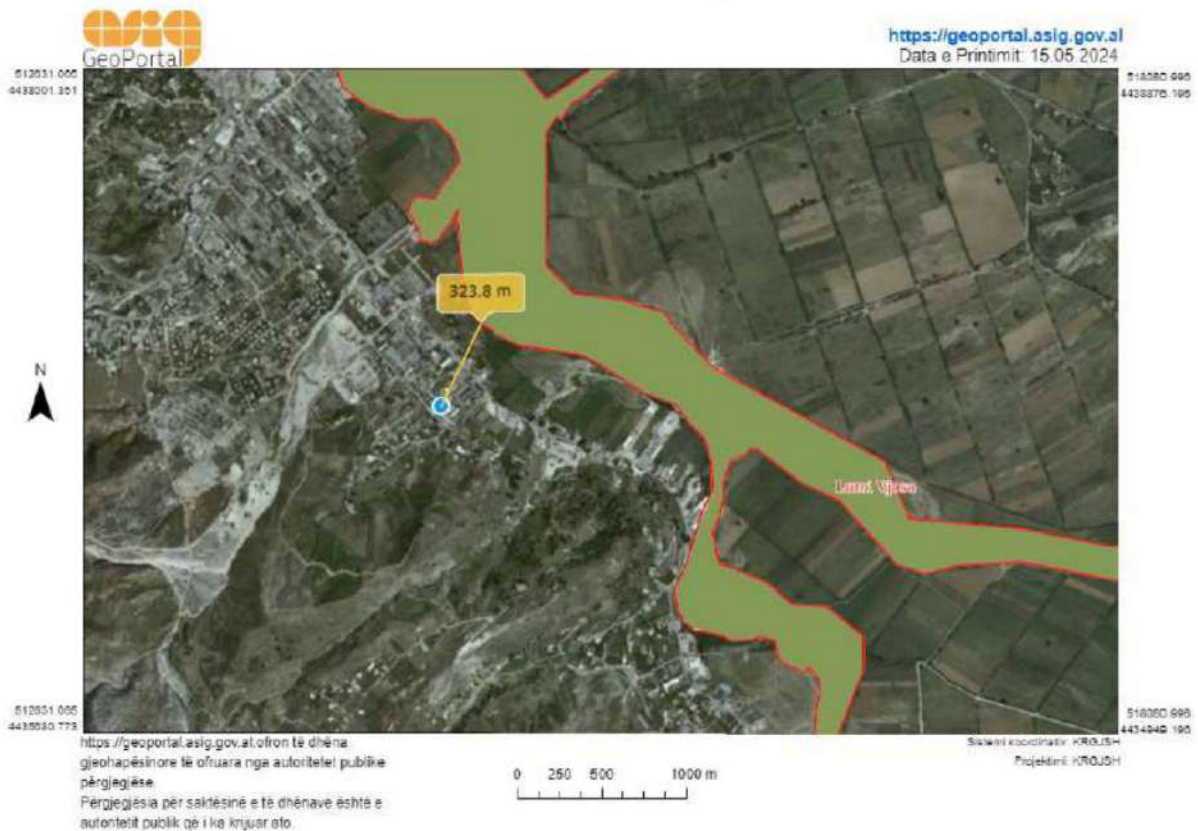 asig
GeoPortal
https://geoportal.asig.gov.al
Data e Printimit: 15.05.2024
323.8 m
N
Lumi Vjosa
https://geoportal.asig.gov.al ofron të dhëna
gjeohapësinore të ofruara nga autoritetet publike
përgjegjëse.
Përgjegjësia për saktësinë e të dhënave është e
autoritetit publik që i ka krijuar ato.
0 250 500 1000 m
Sistemi koordinativ: KRGJSH
Projeksioni: KRGJSH